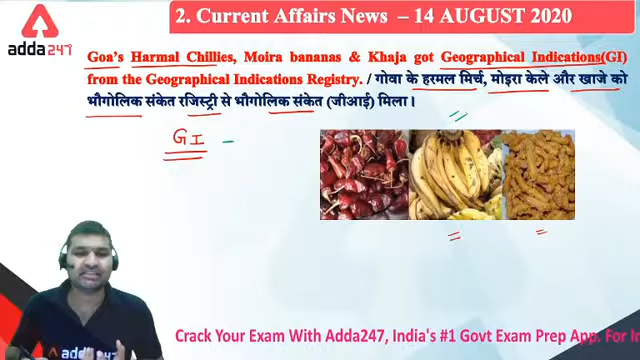 2. Current Affairs News – 14 AUGUST 2020
adda247
Goa's Harmal Chillies, Moira bananas & Khaja got Geographical Indications(GI)
from the Geographical Indications Registry. / गोवा के हरमल मिर्च, मोइरा केले और खाजे को
भौगोलिक संकेत रजिस्ट्री से भौगोलिक संकेत (जीआई) मिला।
GI -
Crack Your Exam With Adda247, India's #1 Govt Exam Prep App. For In